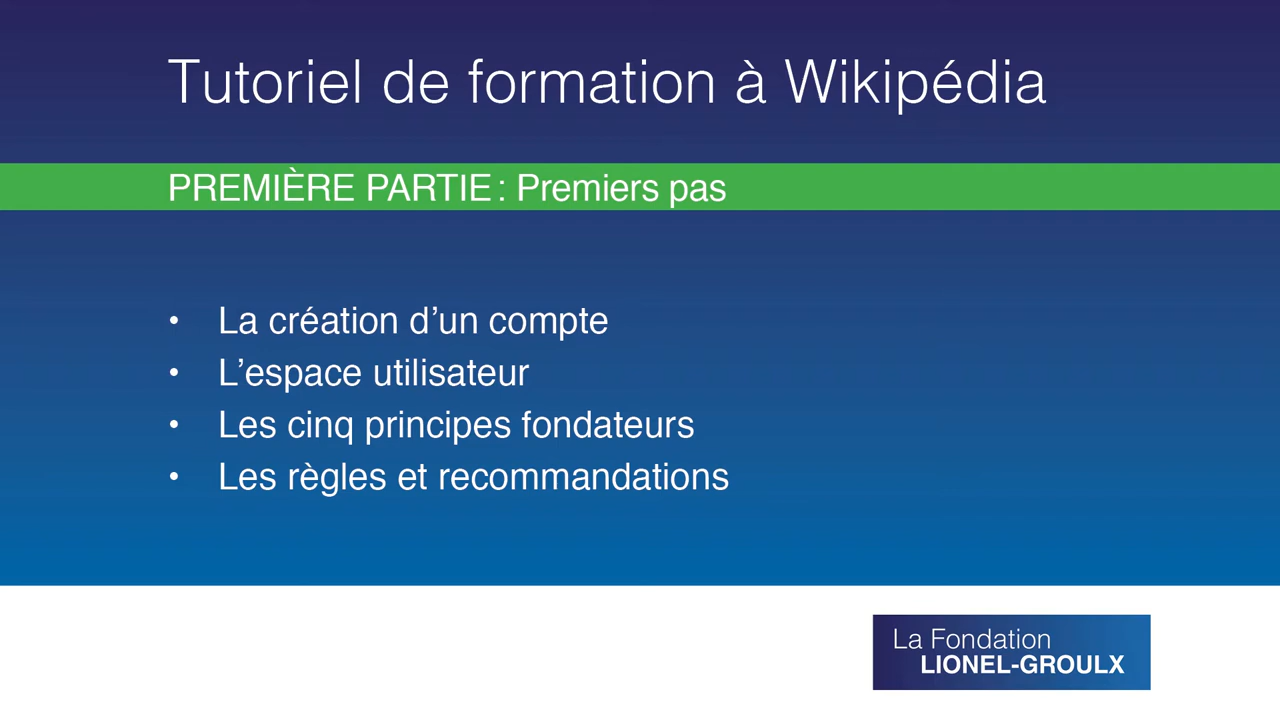 Tutoriel de formation à Wikipédia
PREMIÈRE PARTIE : Premiers pas
• La création d’un compte
• L’espace utilisateur
• Les cinq principes fondateurs
• Les règles et recommandations
La Fondation
LIONEL-GROULX